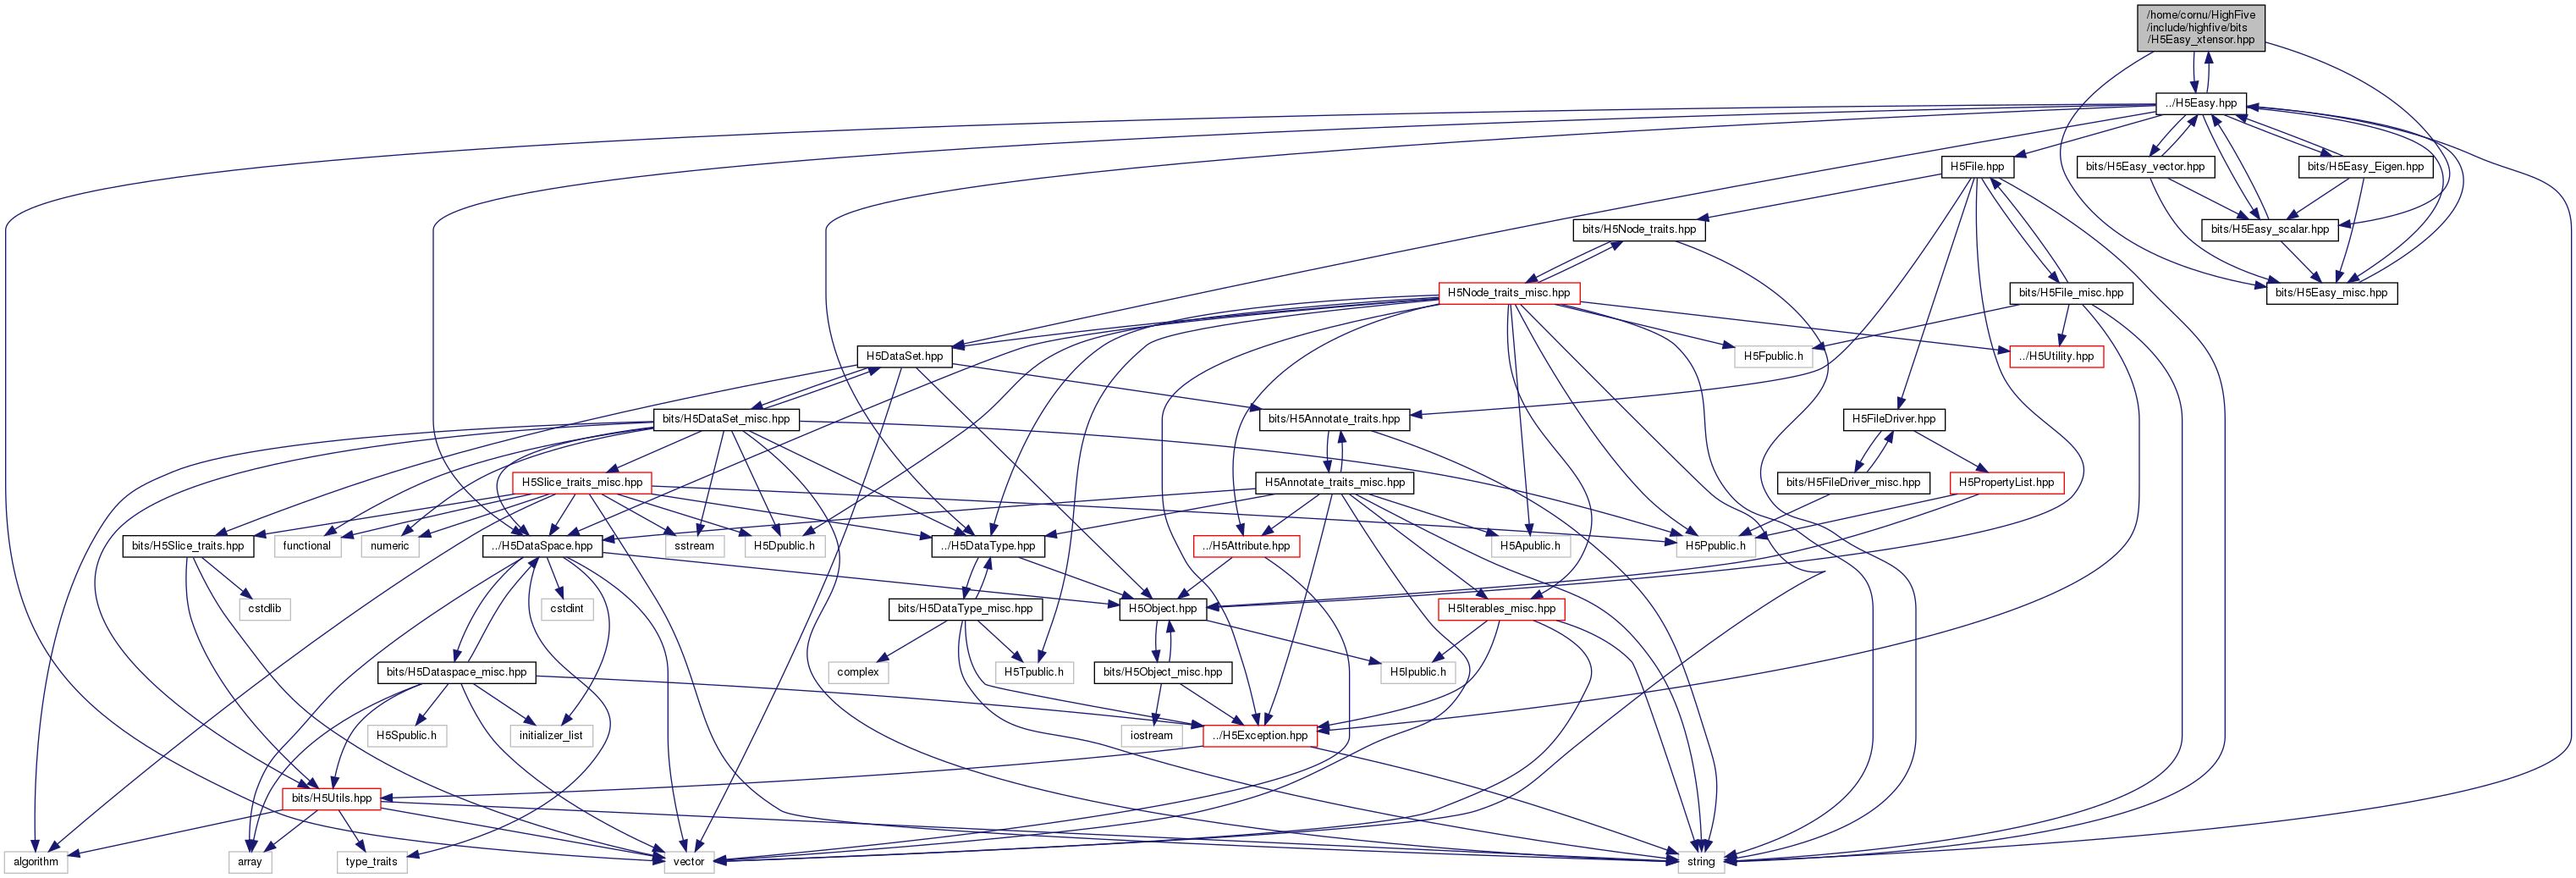 /home/cornu/HighFive
/include/highfive/bits
/H5Easy_xtensor.hpp
../H5Easy.hpp
H5File.hpp
bits/H5Easy_vector.hpp
bits/H5Easy_Eigen.hpp
bits/H5Node_traits.hpp
bits/H5Easy_scalar.hpp
H5Node_traits_misc.hpp
bits/H5File_misc.hpp
bits/H5Easy_misc.hpp
H5DataSet.hpp
H5Fpublic.h
../H5Utility.hpp
bits/H5DataSet_misc.hpp
bits/H5Annotate_traits.hpp
H5FileDriver.hpp
H5Slice_traits_misc.hpp
H5Annotate_traits_misc.hpp
bits/H5FileDriver_misc.hpp
H5PropertyList.hpp
bits/H5Slice_traits.hpp
functional
numeric
../H5DataSpace.hpp
sstream
H5Dpublic.h
../H5DataType.hpp
../H5Attribute.hpp
H5Apublic.h
H5Ppublic.h
cstdlib
cstdint
bits/H5DataType_misc.hpp
H5Object.hpp
H5Iterables_misc.hpp
bits/H5Dataspace_misc.hpp
complex
H5Tpublic.h
bits/H5Object_misc.hpp
H5Ipublic.h
H5Spublic.h
initializer_list
iostream
../H5Exception.hpp
bits/H5Utils.hpp
algorithm
array
type_traits
vector
string